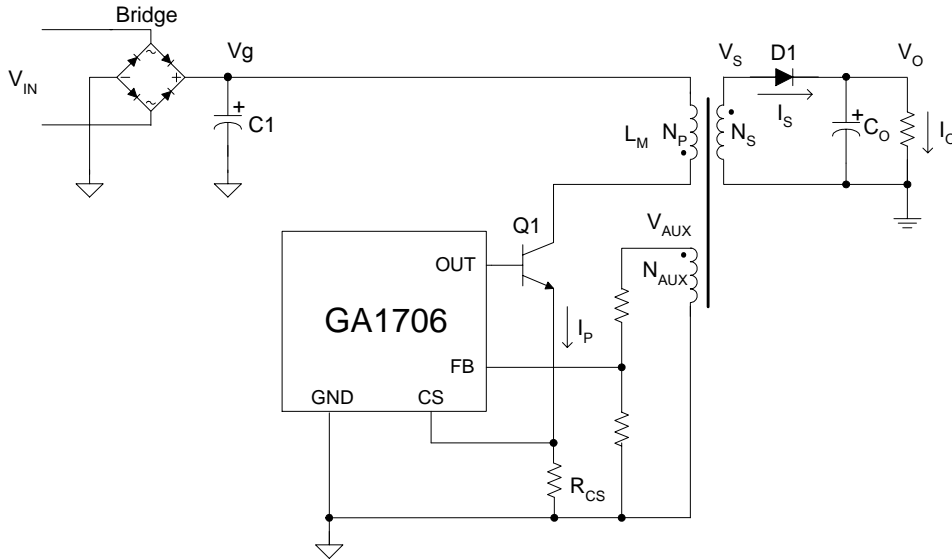 Bridge
V_IN
~
~
−
+
Vg
+
C1
L_M
N_P
N_S
V_S
D1
I_S
V_O
+
C_O
I_O
Q1
V_AUX
N_AUX
OUT
GA1706
FB
GND
CS
I_P
R_CS